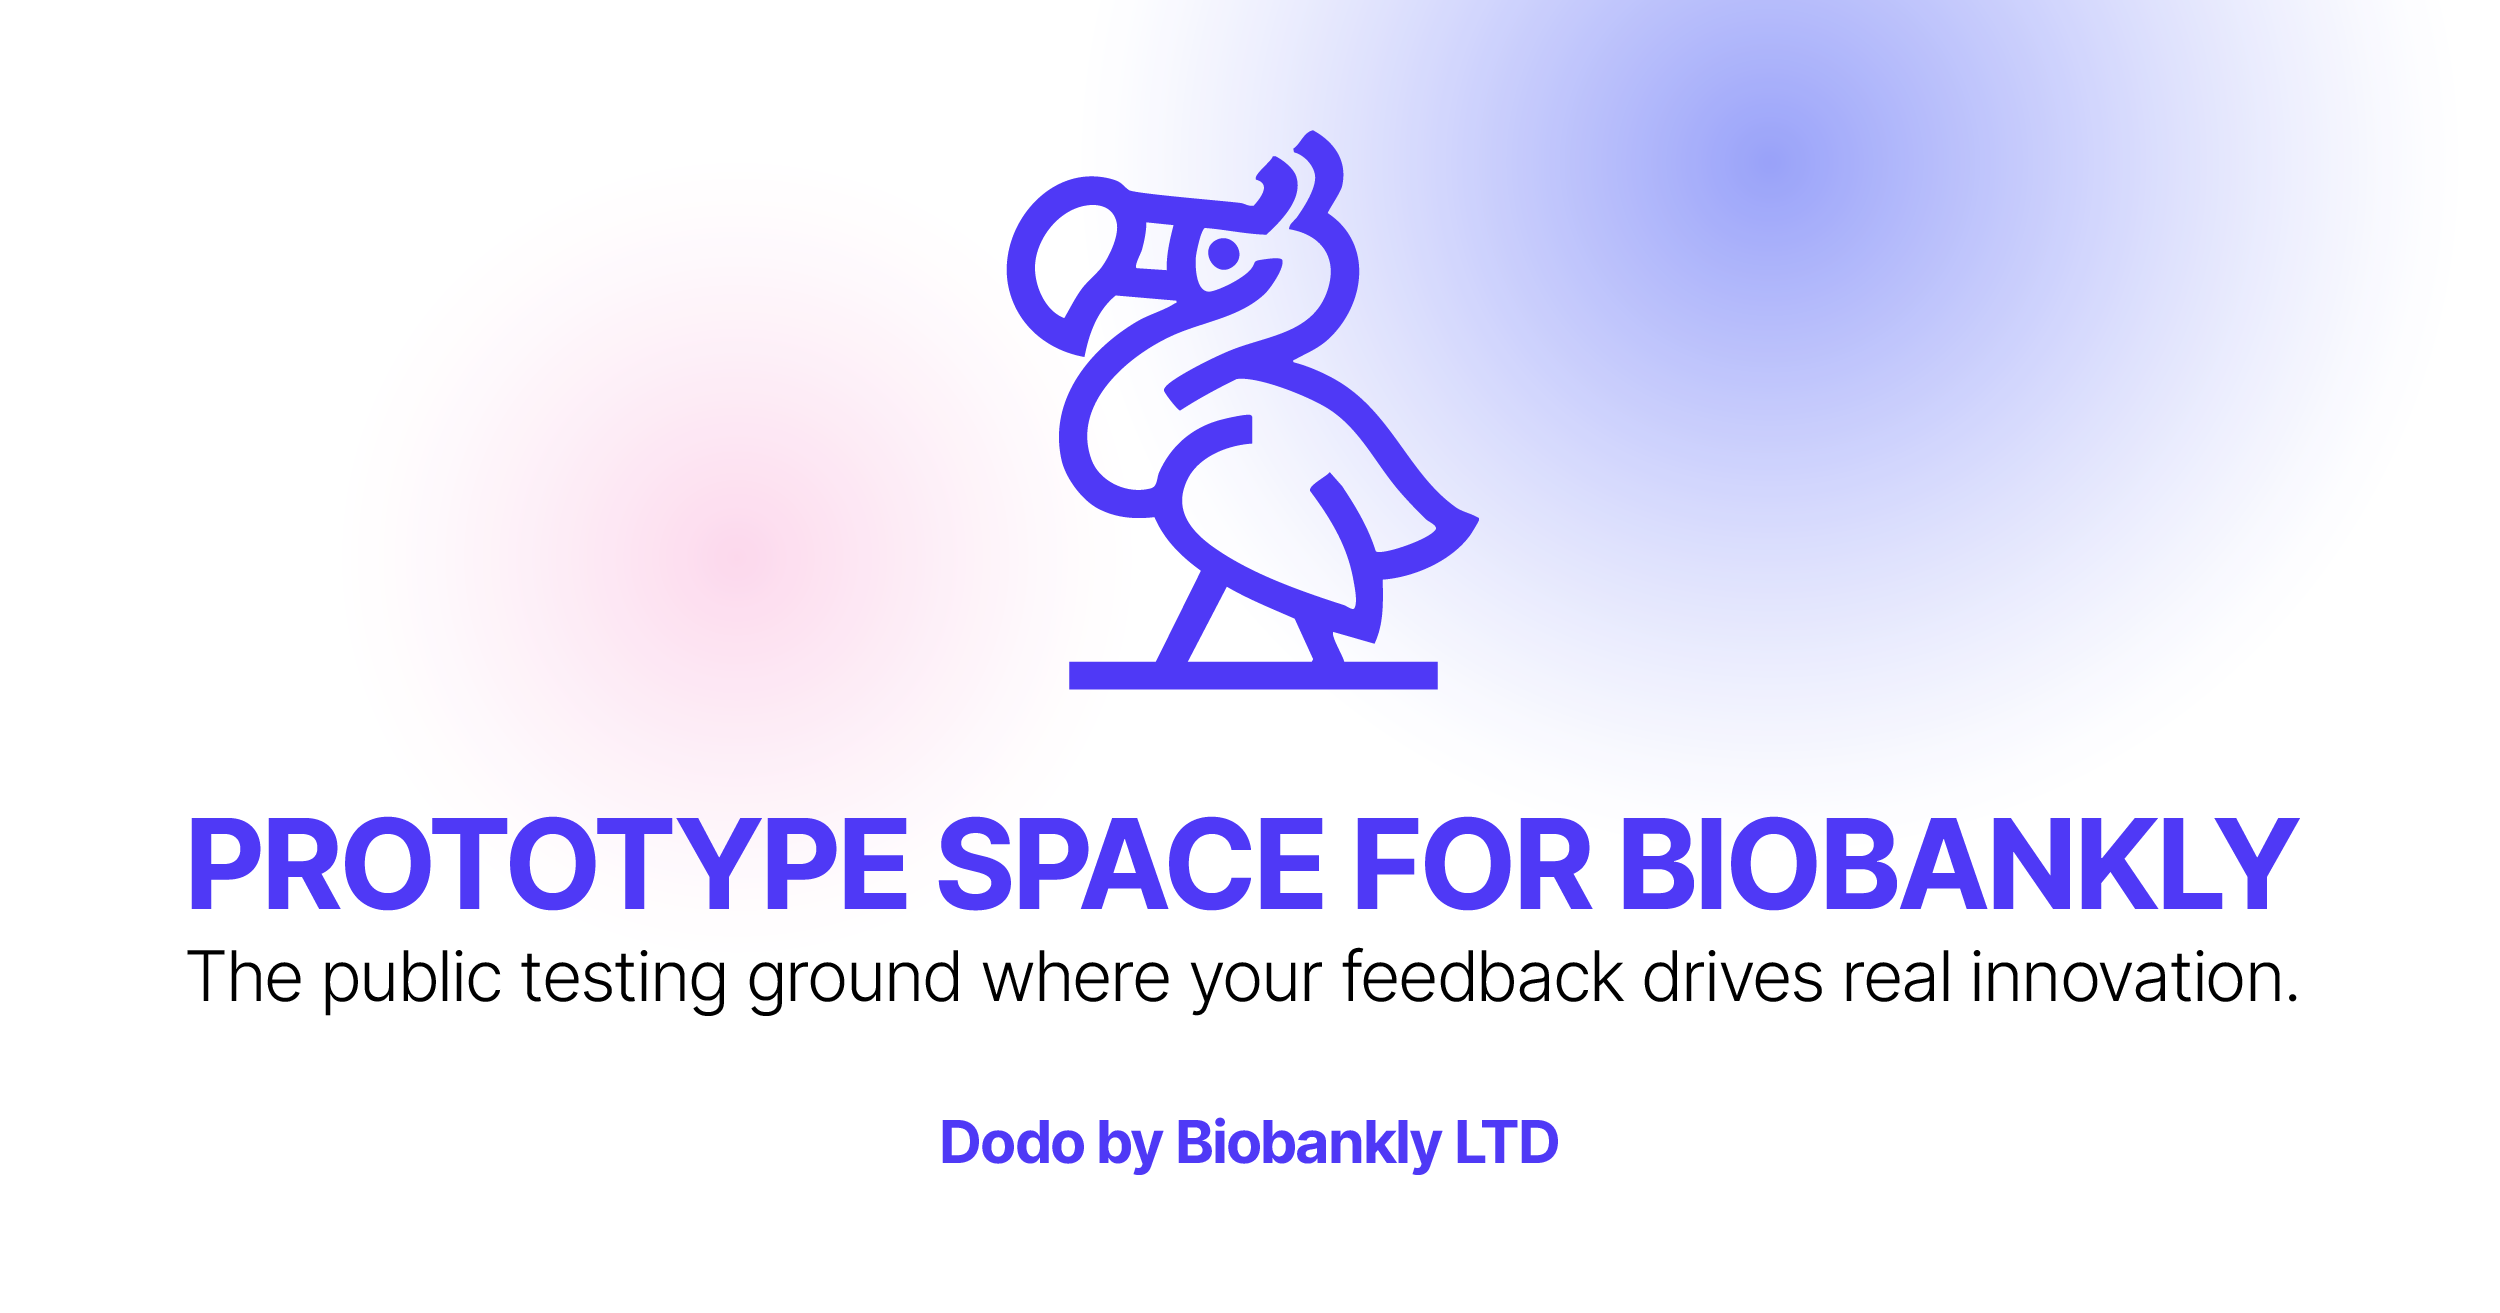 PROTOTYPE SPACE FOR BIOBANKLY
The public testing ground where your feedback drives real innovation.
Dodo by Biobankly LTD